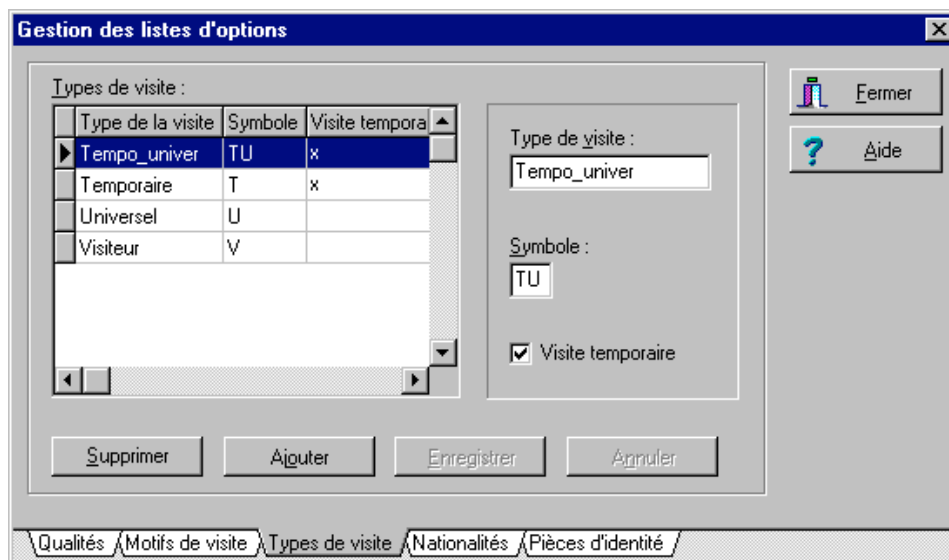 Gestion des listes d'options
Types de visite :
Type de la visite Symbole Visite tempora
Tempo_univer TU x
Temporaire T x
Universel U
Visiteur V
Type de visite :
Tempo_univer
Symbole :
TU
Visite temporaire
Fermer
Aide
Supprimer Ajouter Enregistrer Annuler
Qualités Motifs de visite Types de visite Nationalités Pièces d'identité